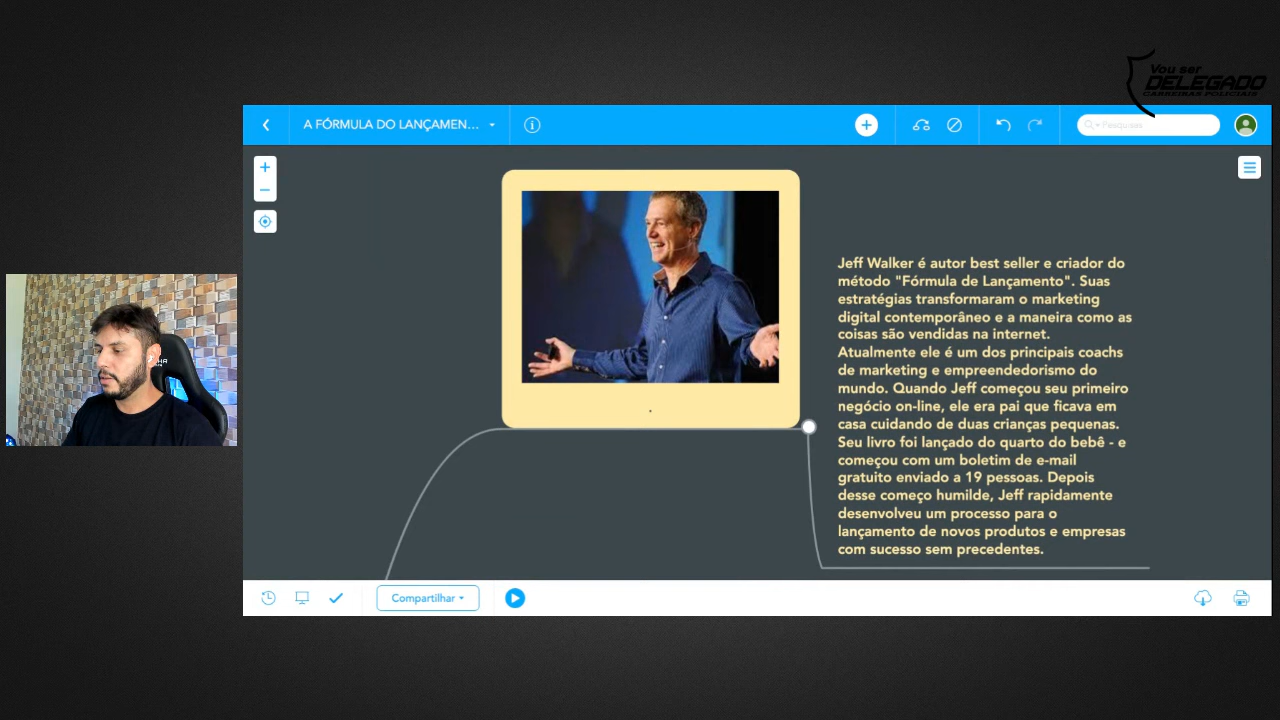 Vou ser
DELEGADO
CARREIRAS POLICIAIS
A FÓRMULA DO LANÇAMEN...
Pesquisas
Jeff Walker é autor best seller e criador do
método "Fórmula de Lançamento". Suas
estratégias transformaram o marketing
digital contemporâneo e a maneira como as
coisas são vendidas na internet.
Atualmente ele é um dos principais coachs
de marketing e empreendedorismo do
mundo. Quando Jeff começou seu primeiro
negócio on-line, ele era pai que ficava em
casa cuidando de duas crianças pequenas.
Seu livro foi lançado do quarto do bebê - e
começou com um boletim de e-mail
gratuito enviado a 19 pessoas. Depois
desse começo humilde, Jeff rapidamente
desenvolveu um processo para o
lançamento de novos produtos e empresas
com sucesso sem precedentes.
Compartilhar